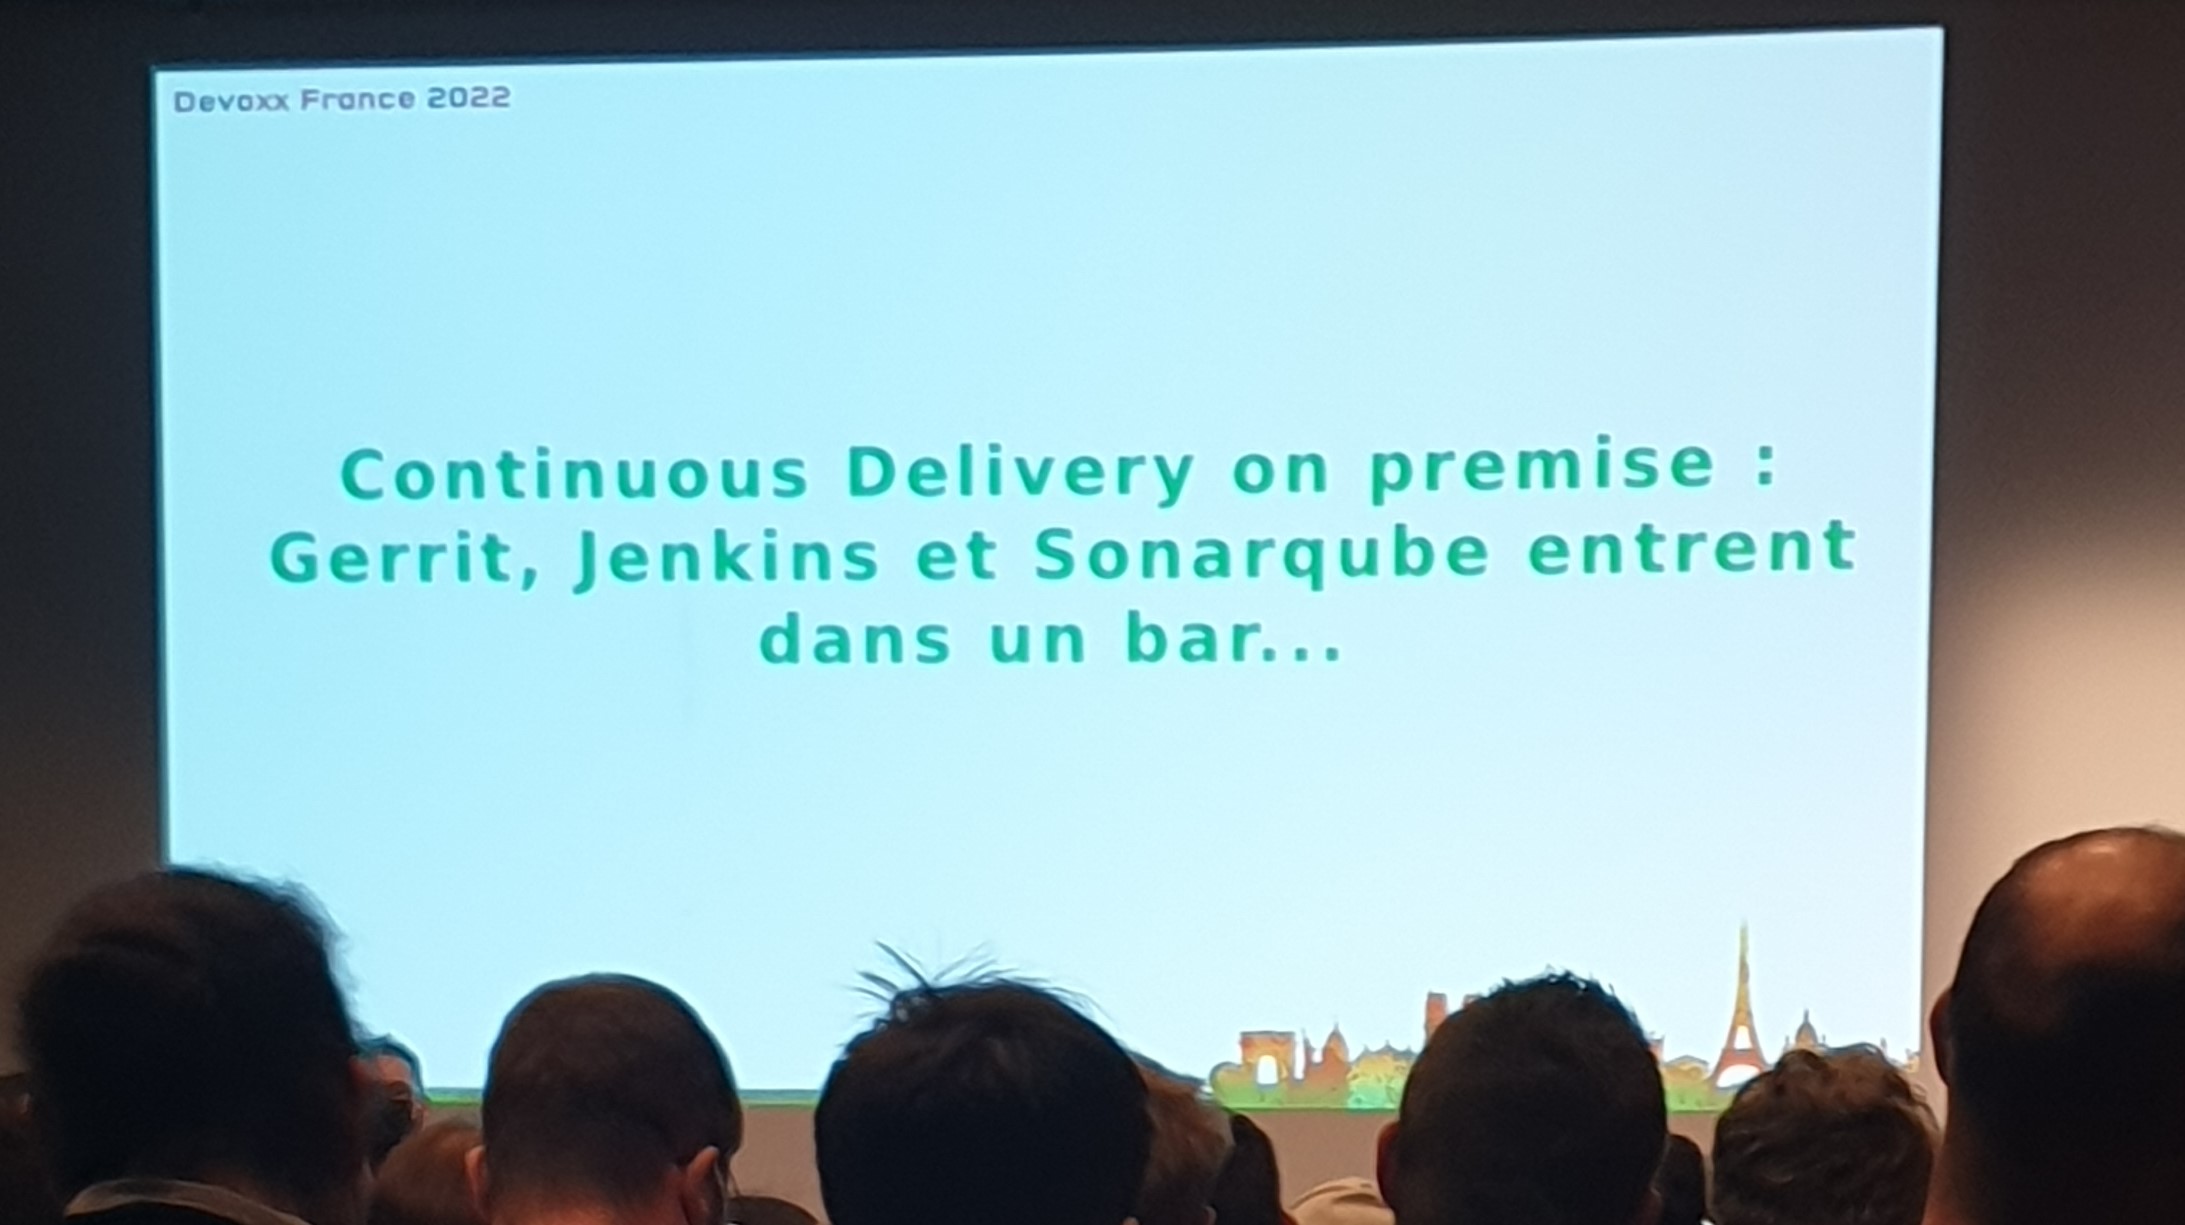 Devoxx France 2022
Continuous Delivery on premise :
Gerrit, Jenkins et Sonarqube entrent
dans un bar...